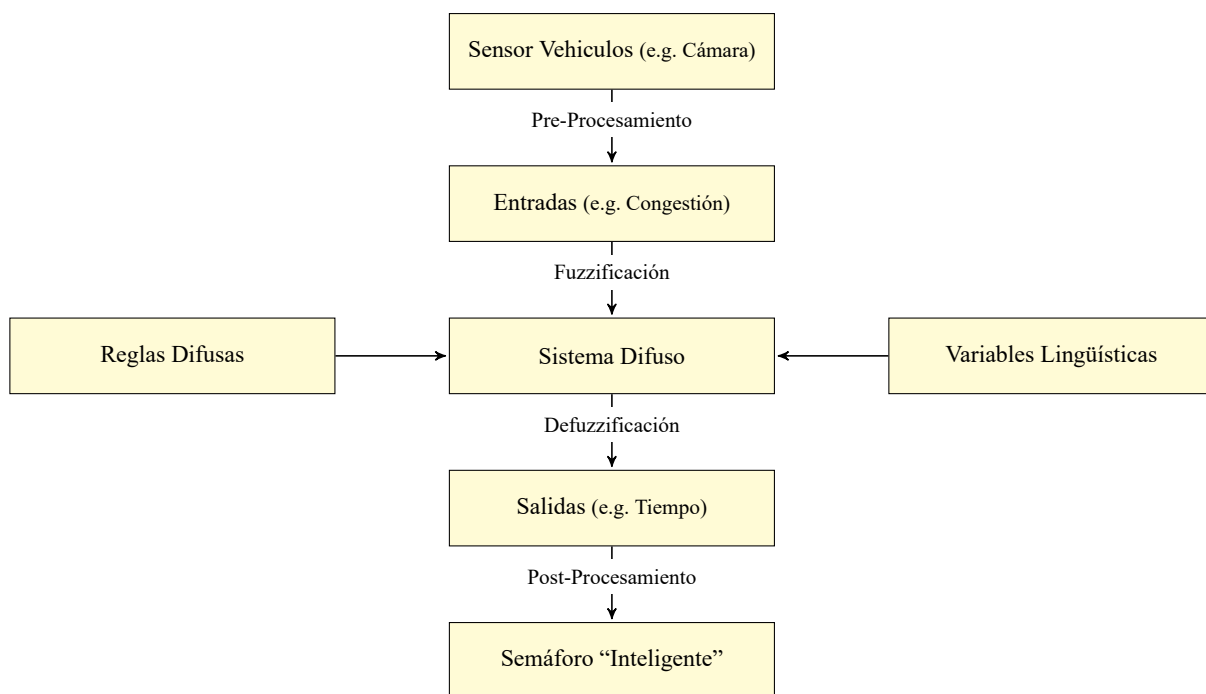 Sensor Vehiculos (e.g. Cámara)
Pre-Procesamiento
Entradas (e.g. Congestión)
Fuzzificación
Reglas Difusas
Sistema Difuso
Variables Lingüísticas
Defuzzificación
Salidas (e.g. Tiempo)
Post-Procesamiento
Semáforo “Inteligente”